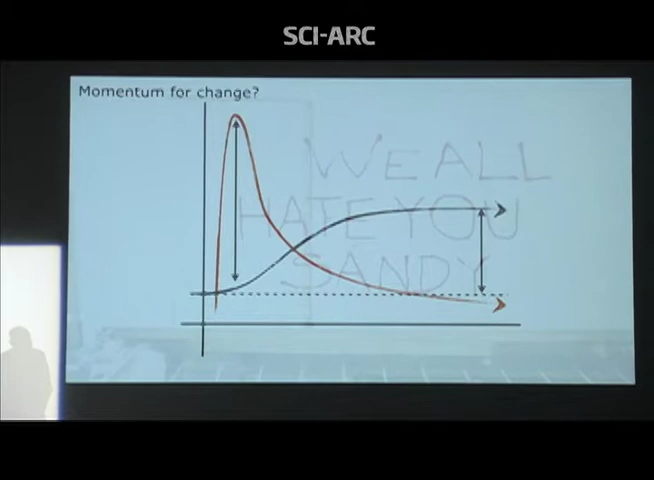 SCI-ARC
Momentum for change?
WE ALL
HATE YOU
SANDY